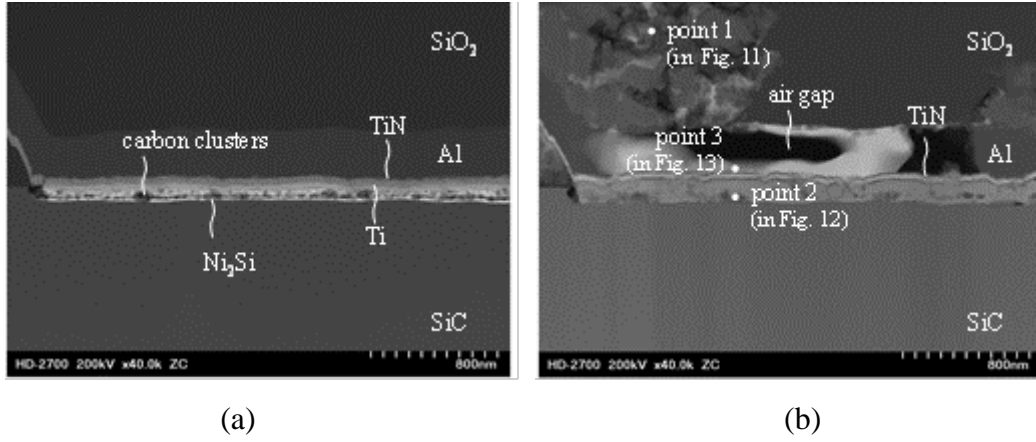 SiO₂
TiN
carbon clusters
Al
Ti
Ni₂Si
SiC
HD-2700 200kV x40.0k ZC
800nm
(a)
point 1
(in Fig. 11)
SiO₂
air gap
TiN
point 3
(in Fig. 13)
Al
point 2
(in Fig. 12)
SiC
HD-2700 200kV x40.0k ZC
800nm
(b)